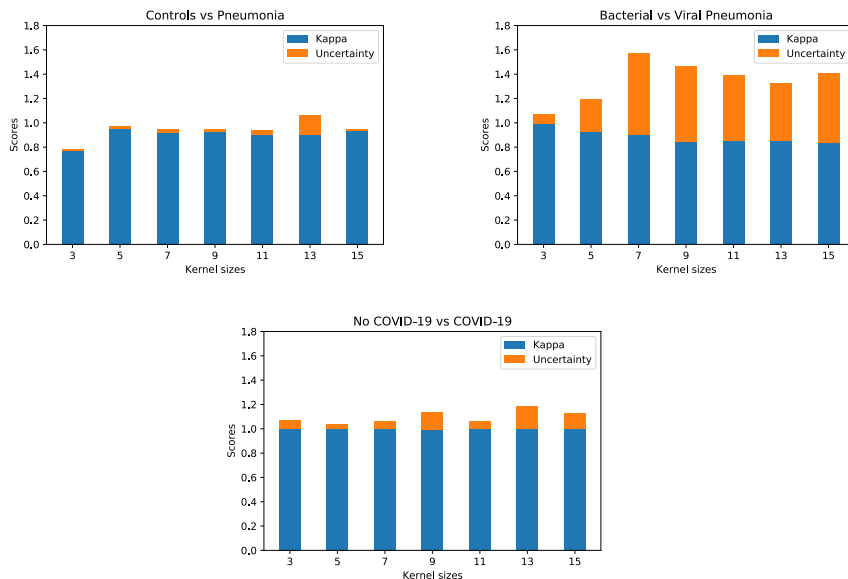 Controls vs Pneumonia
1.8
1.6
1.4
1.2
1.0
0.8
0.6
0.4
0.2
0.0
Scores
Kappa
Uncertainty
3 5 7 9 11 13 15
Kernel sizes
Bacterial vs Viral Pneumonia
1.8
1.6
1.4
1.2
1.0
0.8
0.6
0.4
0.2
0.0
Scores
Kappa
Uncertainty
3 5 7 9 11 13 15
Kernel sizes
No COVID-19 vs COVID-19
1.8
1.6
1.4
1.2
1.0
0.8
0.6
0.4
0.2
0.0
Scores
Kappa
Uncertainty
3 5 7 9 11 13 15
Kernel sizes